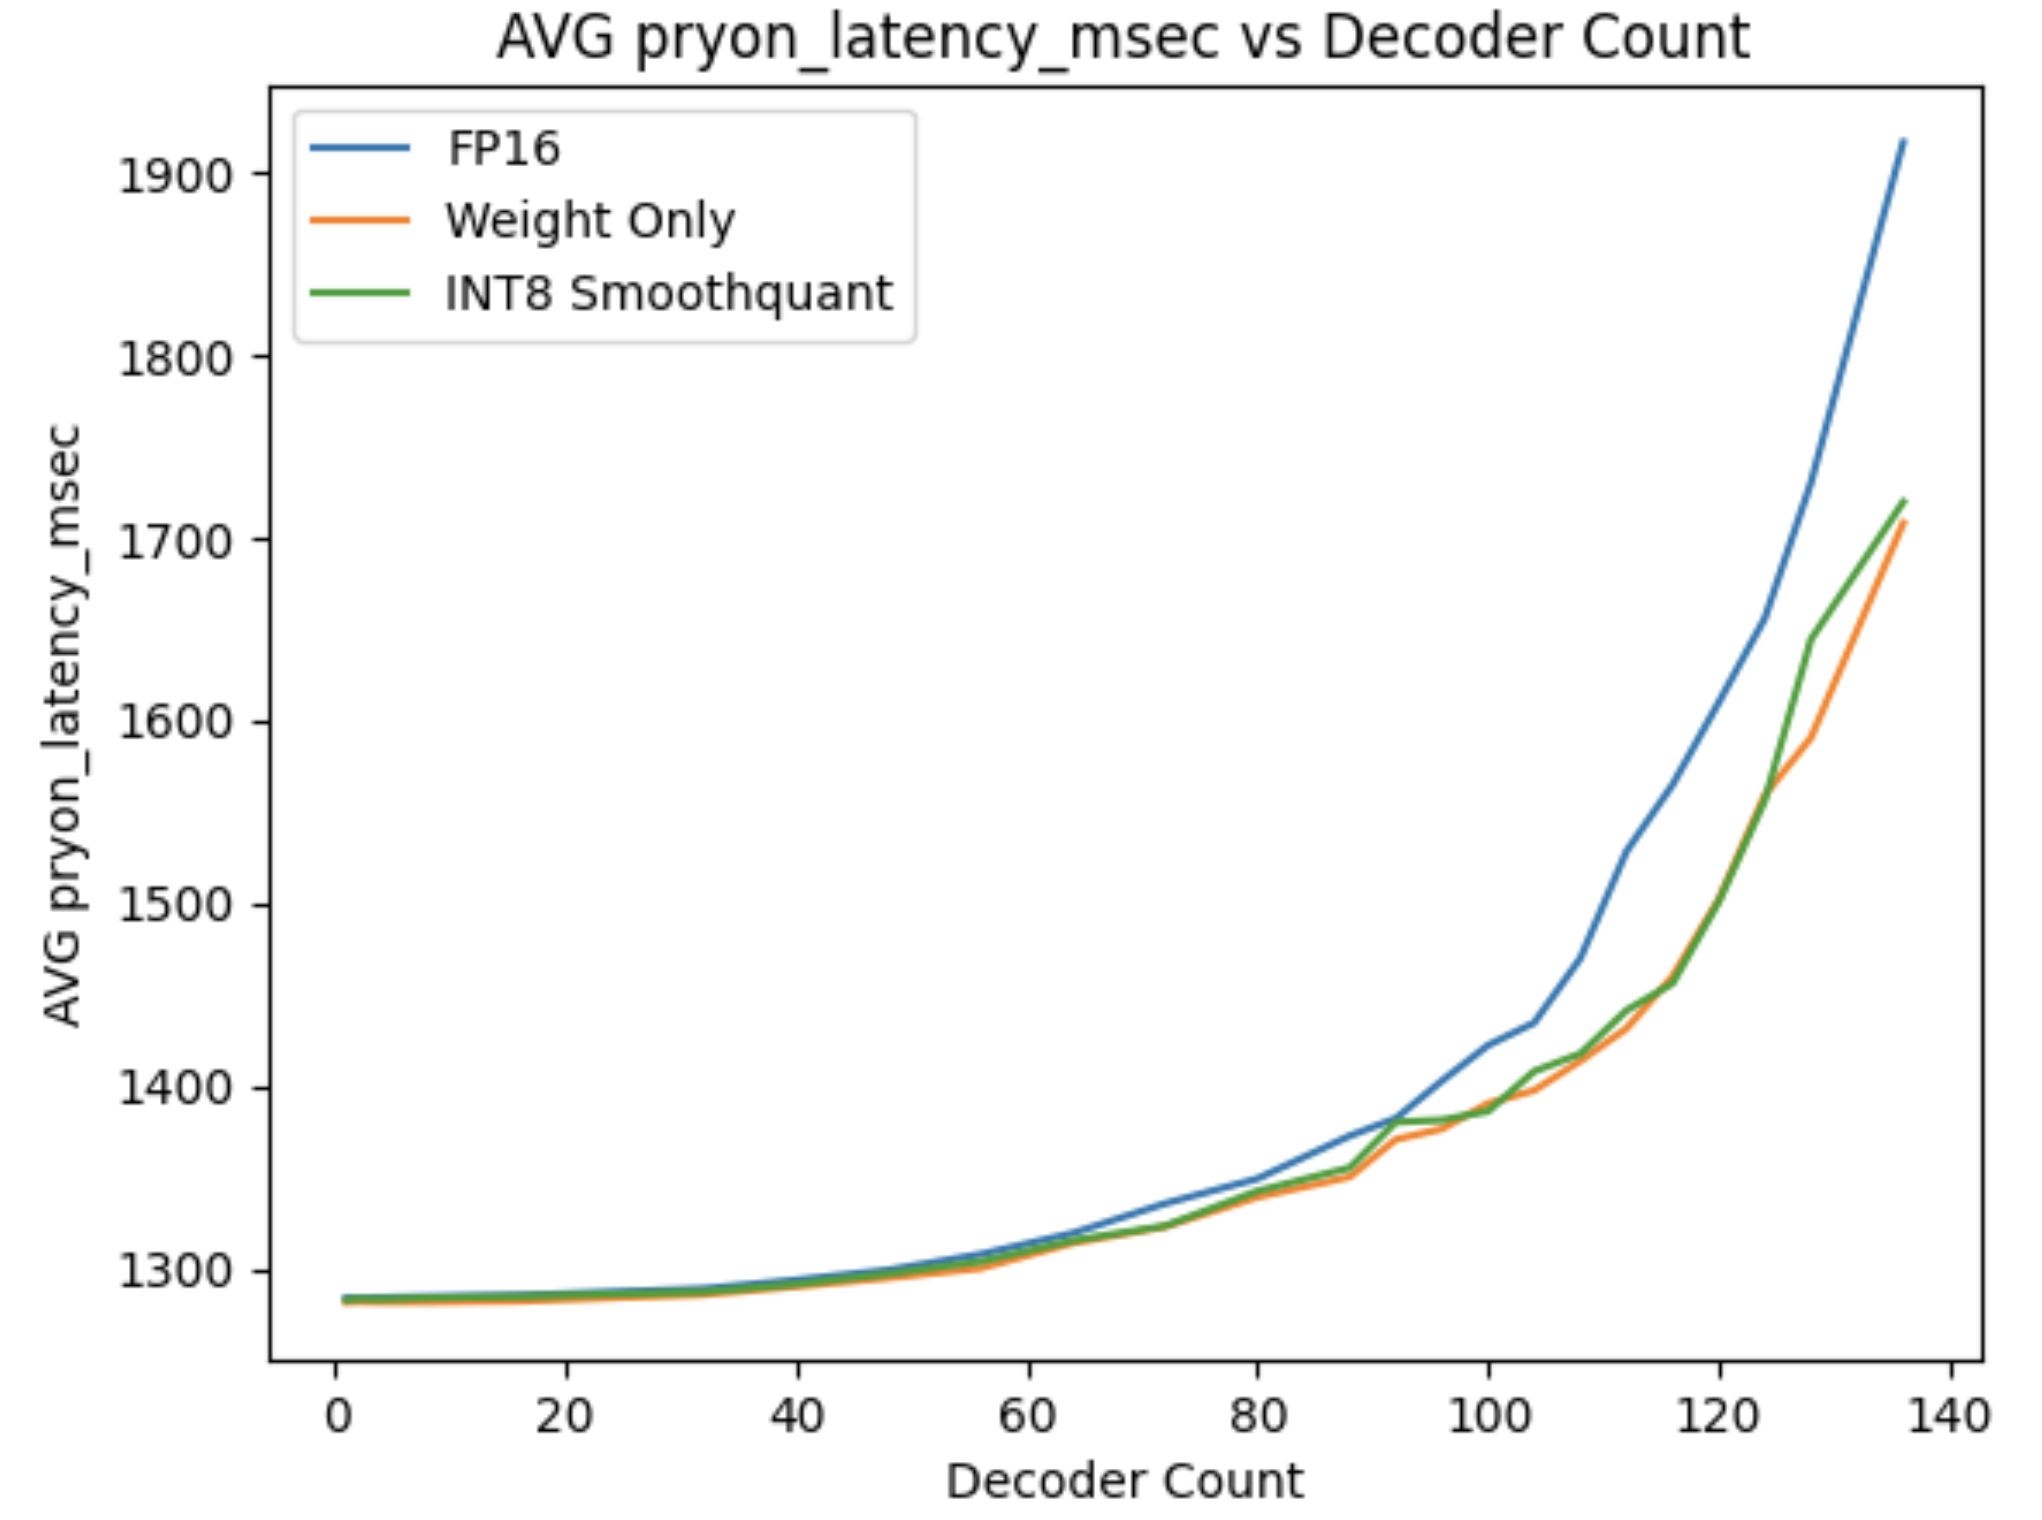 AVG pryon_latency_msec vs Decoder Count
FP16
Weight Only
INT8 Smoothquant
AVG pryon_latency_msec
1900
1800
1700
1600
1500
1400
1300
0 20 40 60 80 100 120 140
Decoder Count